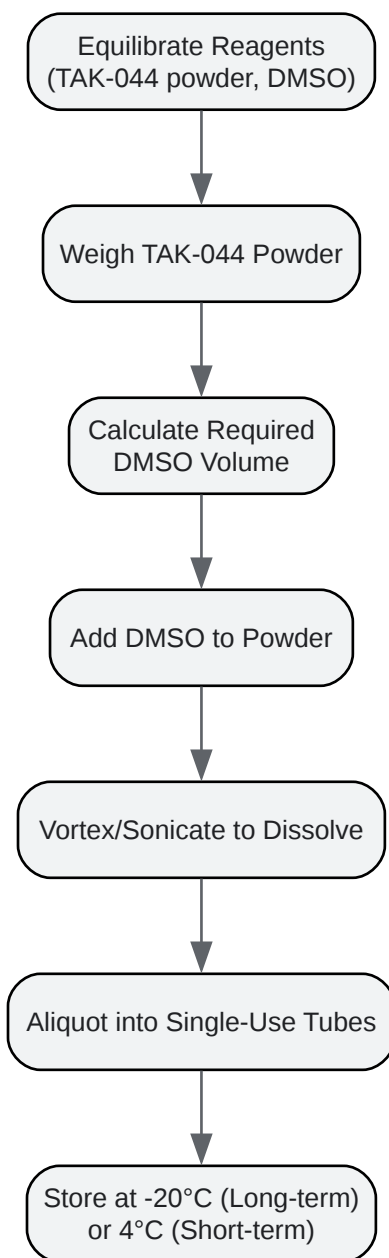 Equilibrate Reagents
(TAK-044 powder, DMSO)
Weigh TAK-044 Powder
Calculate Required
DMSO Volume
Add DMSO to Powder
Vortex/Sonicate to Dissolve
Aliquot into Single-Use Tubes
Store at -20°C (Long-term)
or 4°C (Short-term)